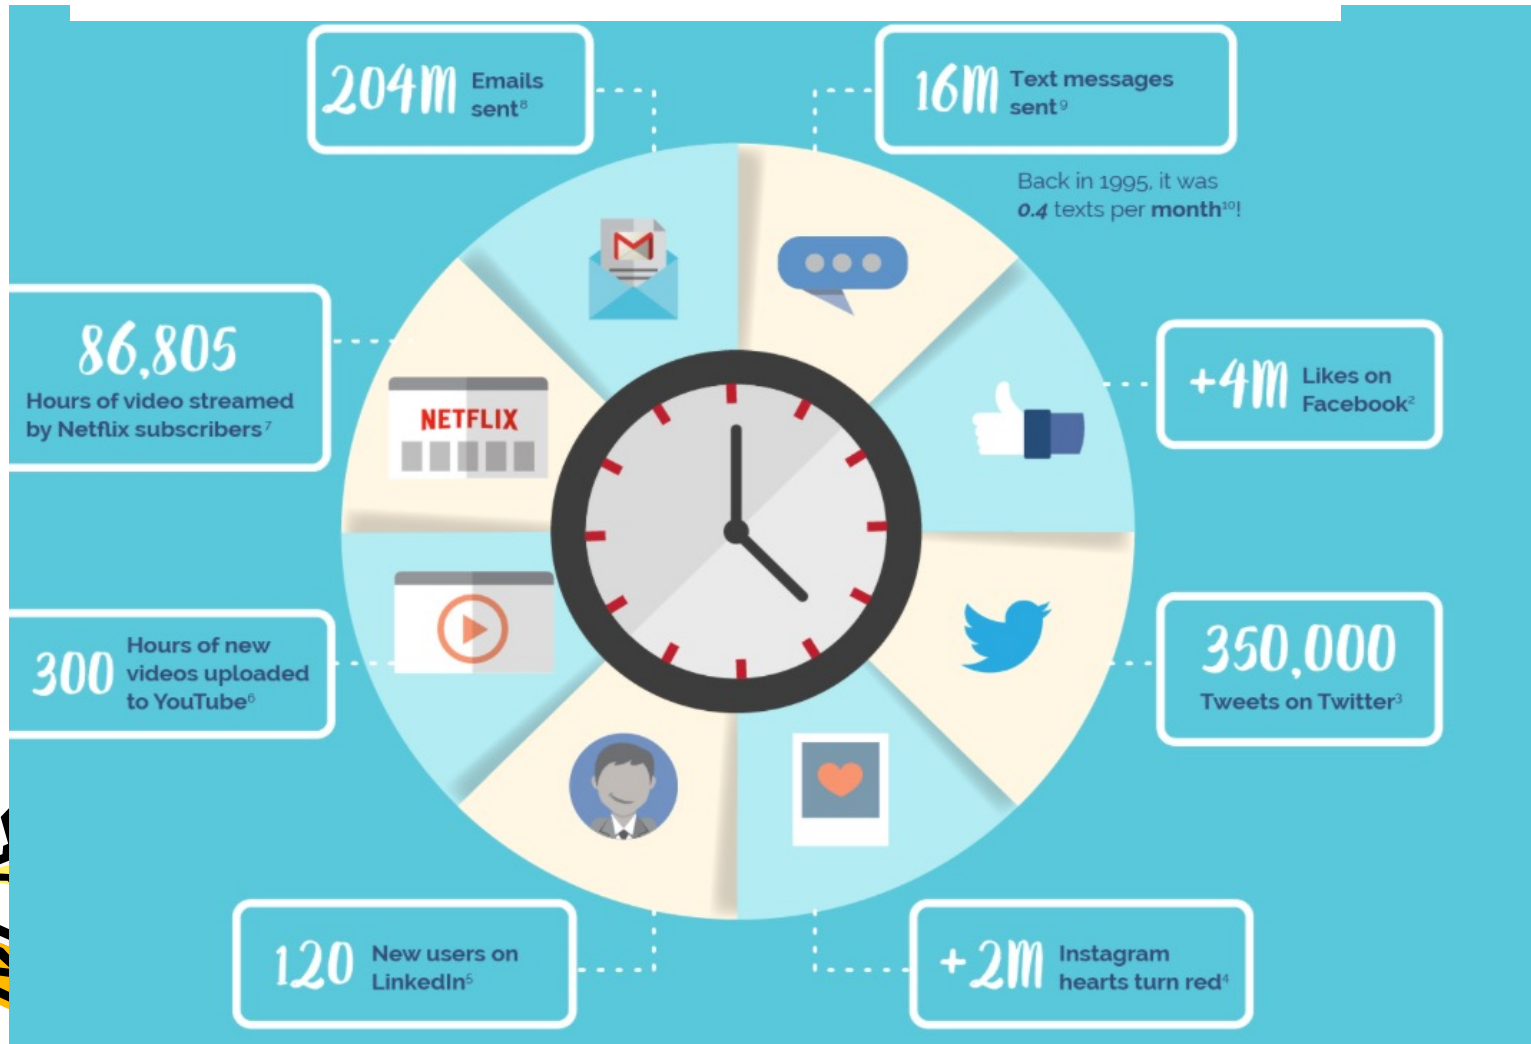 204M Emails
sent⁸
16M Text messages
sent⁹
Back in 1995, it was
0.4 texts per month¹⁰!
+4M Likes on
Facebook²
350,000
Tweets on Twitter³
+2M Instagram
hearts turn red⁴
120 New users on
LinkedIn⁵
300 Hours of new
videos uploaded
to YouTube⁶
86,805
Hours of video streamed
by Netflix subscribers⁷
NETFLIX